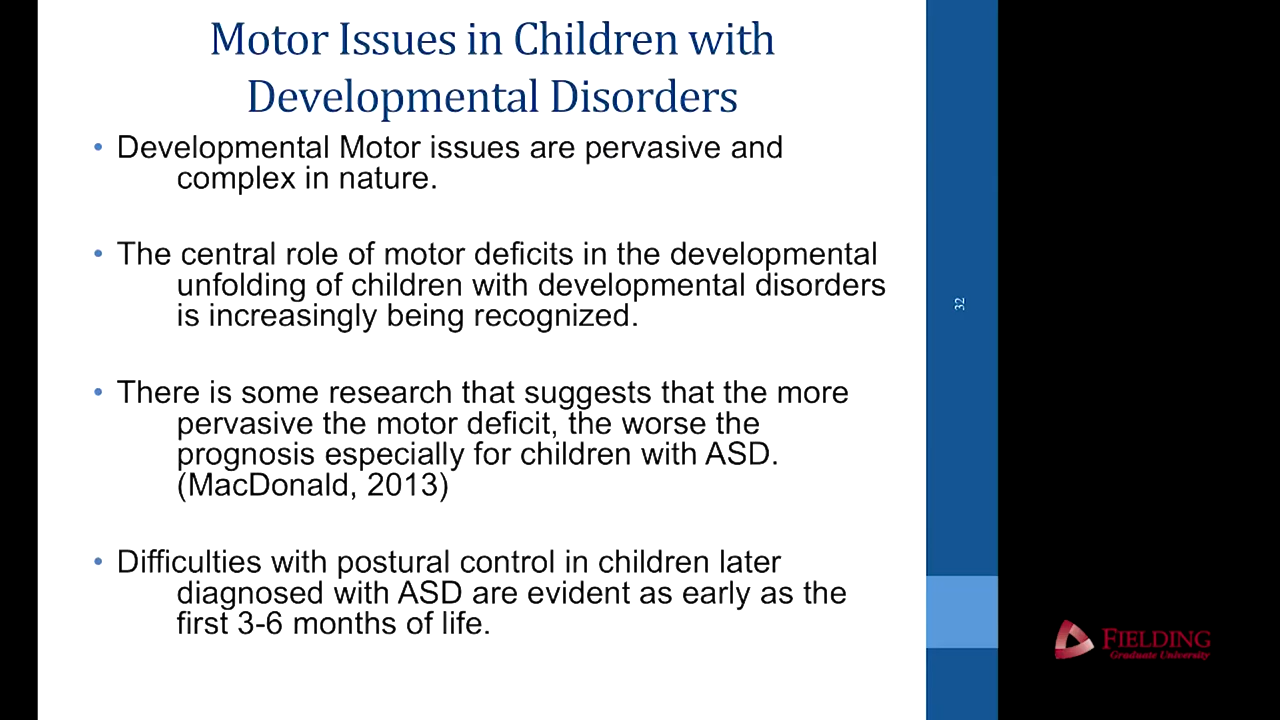 Motor Issues in Children with
Developmental Disorders
• Developmental Motor issues are pervasive and
complex in nature.
• The central role of motor deficits in the developmental
unfolding of children with developmental disorders
is increasingly being recognized.
• There is some research that suggests that the more
pervasive the motor deficit, the worse the
prognosis especially for children with ASD.
(MacDonald, 2013)
• Difficulties with postural control in children later
diagnosed with ASD are evident as early as the
first 3-6 months of life.
32
FIELDING
Graduate University